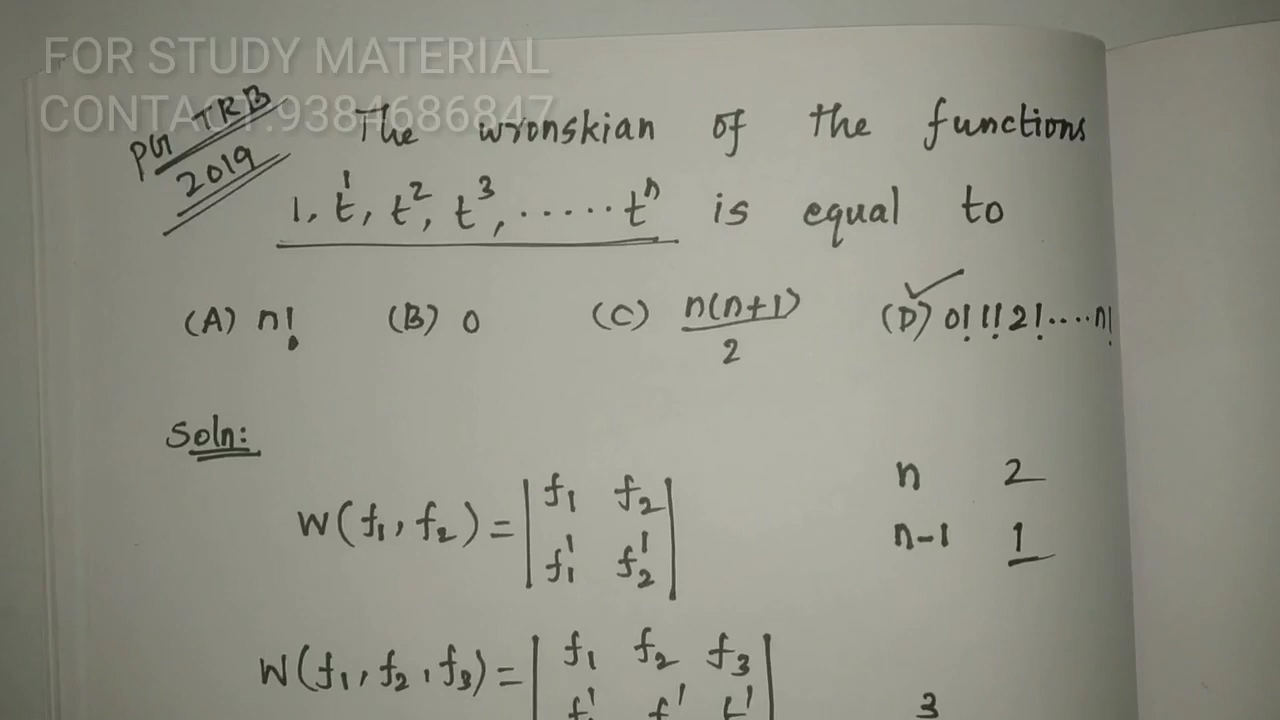 FOR STUDY MATERIAL
CONTACT:9384686847
PG TRB
2019
The wronskian of the functions
1, t¹, t², t³, ..... tⁿ is equal to
(A) n! (B) 0 (C) n(n+1)/2 (D) 0! 1! 2! .... n!
Soln:
W(f₁, f₂) = | f₁ f₂ |
| f₁' f₂' |
n 2
n-1 1
W(f₁, f₂, f₃) = | f₁ f₂ f₃ |
3